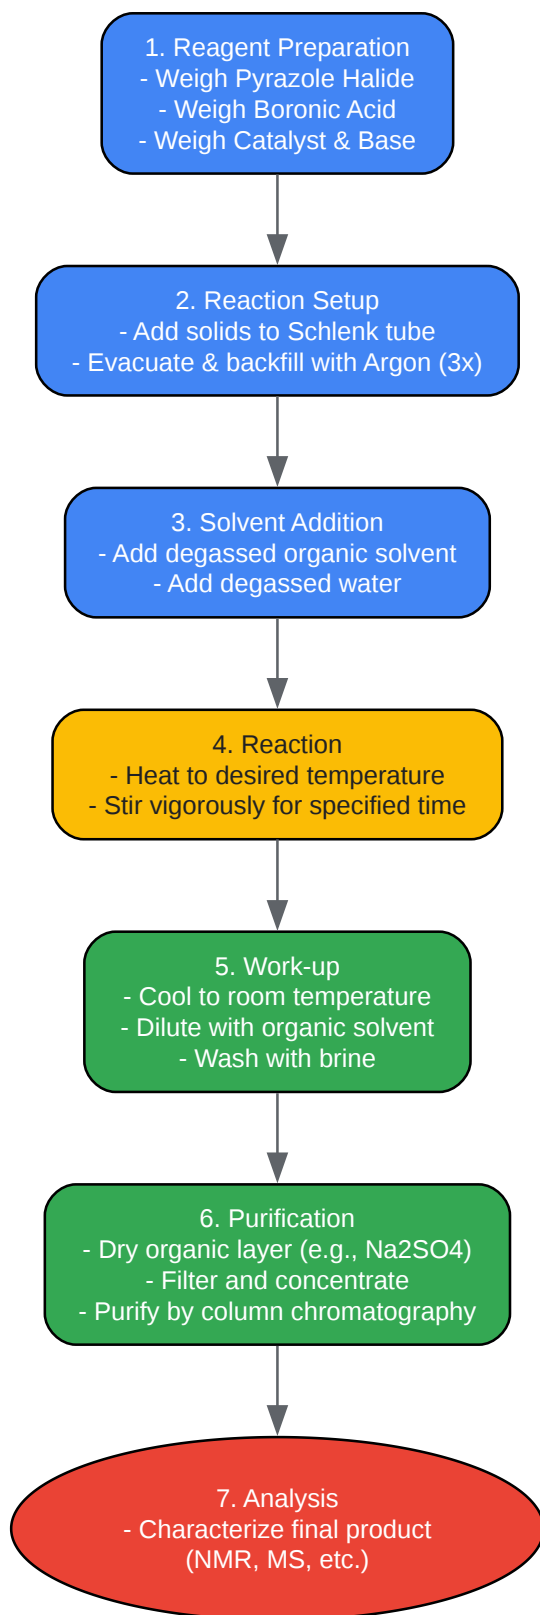 1. Reagent Preparation
- Weigh Pyrazole Halide
- Weigh Boronic Acid
- Weigh Catalyst & Base
2. Reaction Setup
- Add solids to Schlenk tube
- Evacuate & backfill with Argon (3x)
3. Solvent Addition
- Add degassed organic solvent
- Add degassed water
4. Reaction
- Heat to desired temperature
- Stir vigorously for specified time
5. Work-up
- Cool to room temperature
- Dilute with organic solvent
- Wash with brine
6. Purification
- Dry organic layer (e.g., Na2SO4)
- Filter and concentrate
- Purify by column chromatography
7. Analysis
- Characterize final product
(NMR, MS, etc.)